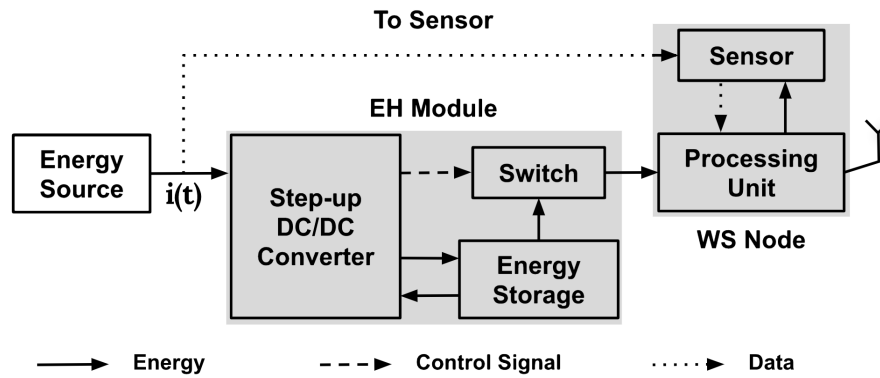 To Sensor
Sensor
EH Module
Energy
Source
i(t)
Step-up
DC/DC
Converter
Switch
Energy
Storage
Processing
Unit
WS Node
Energy
Control Signal
Data